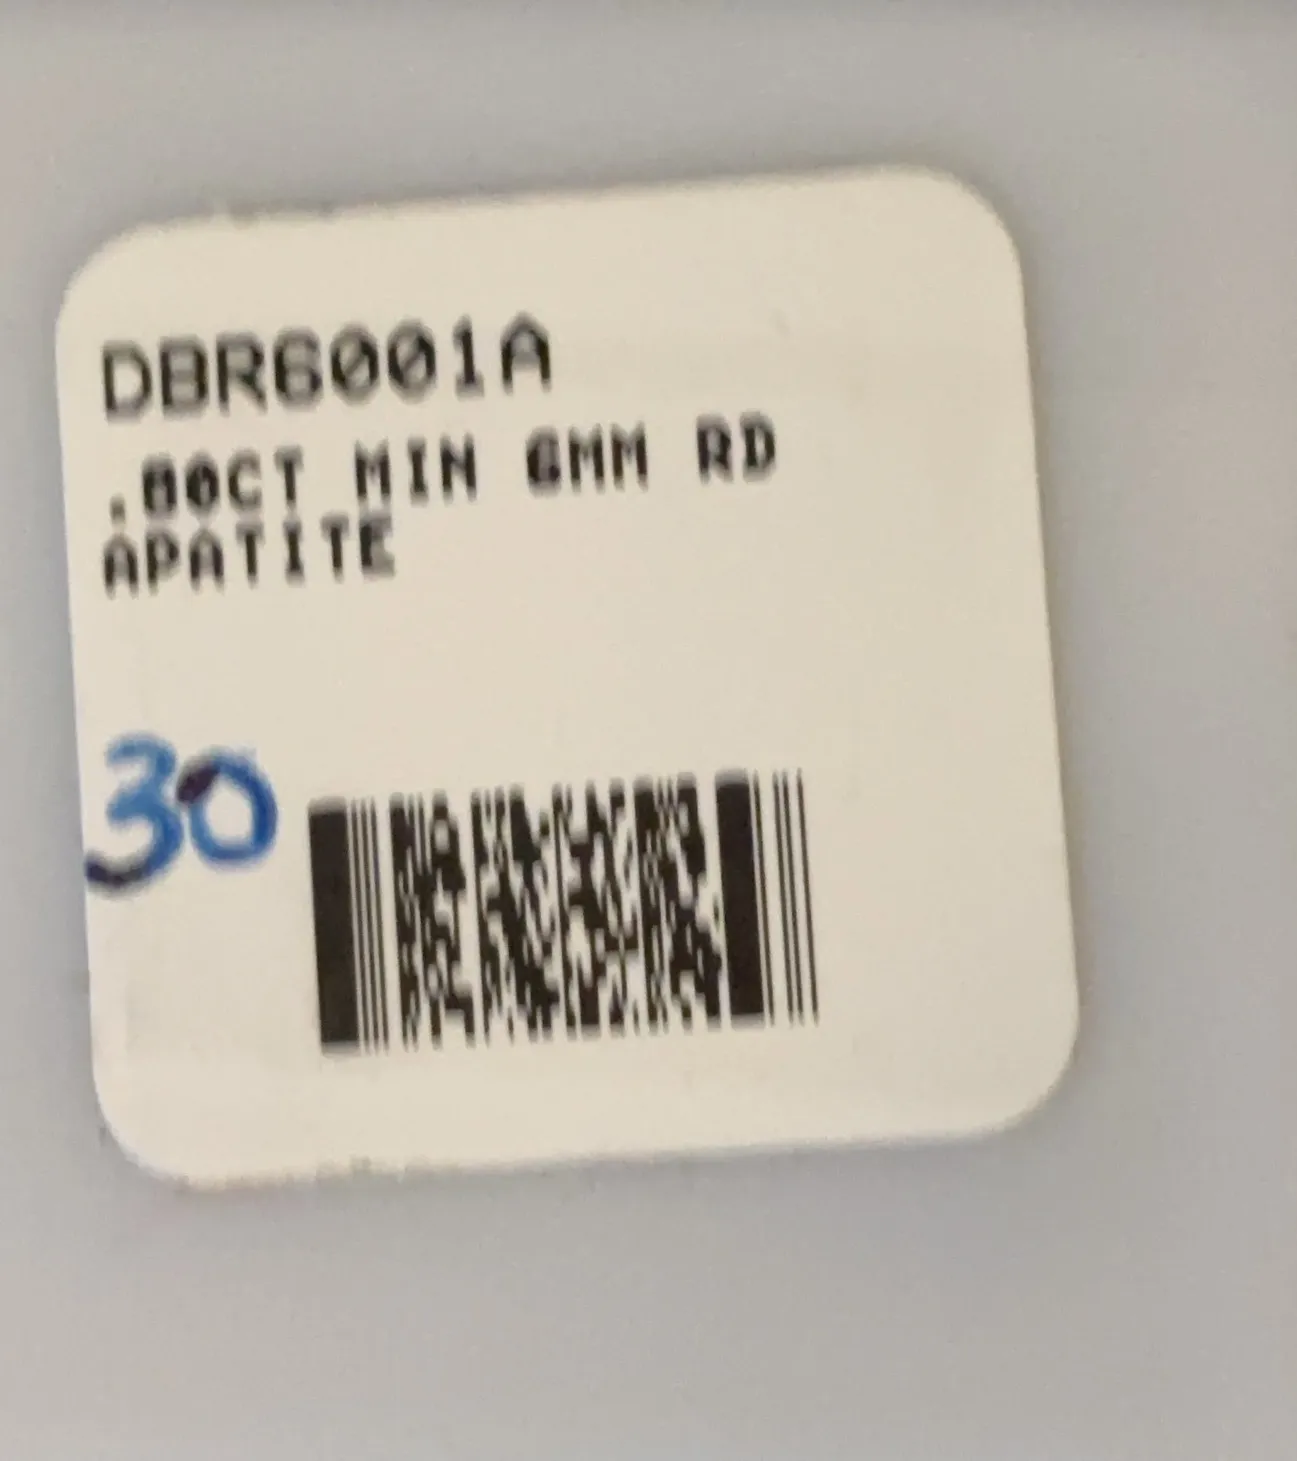 DBR6001A
.80CT MIN 6MM RD
APATITE
30